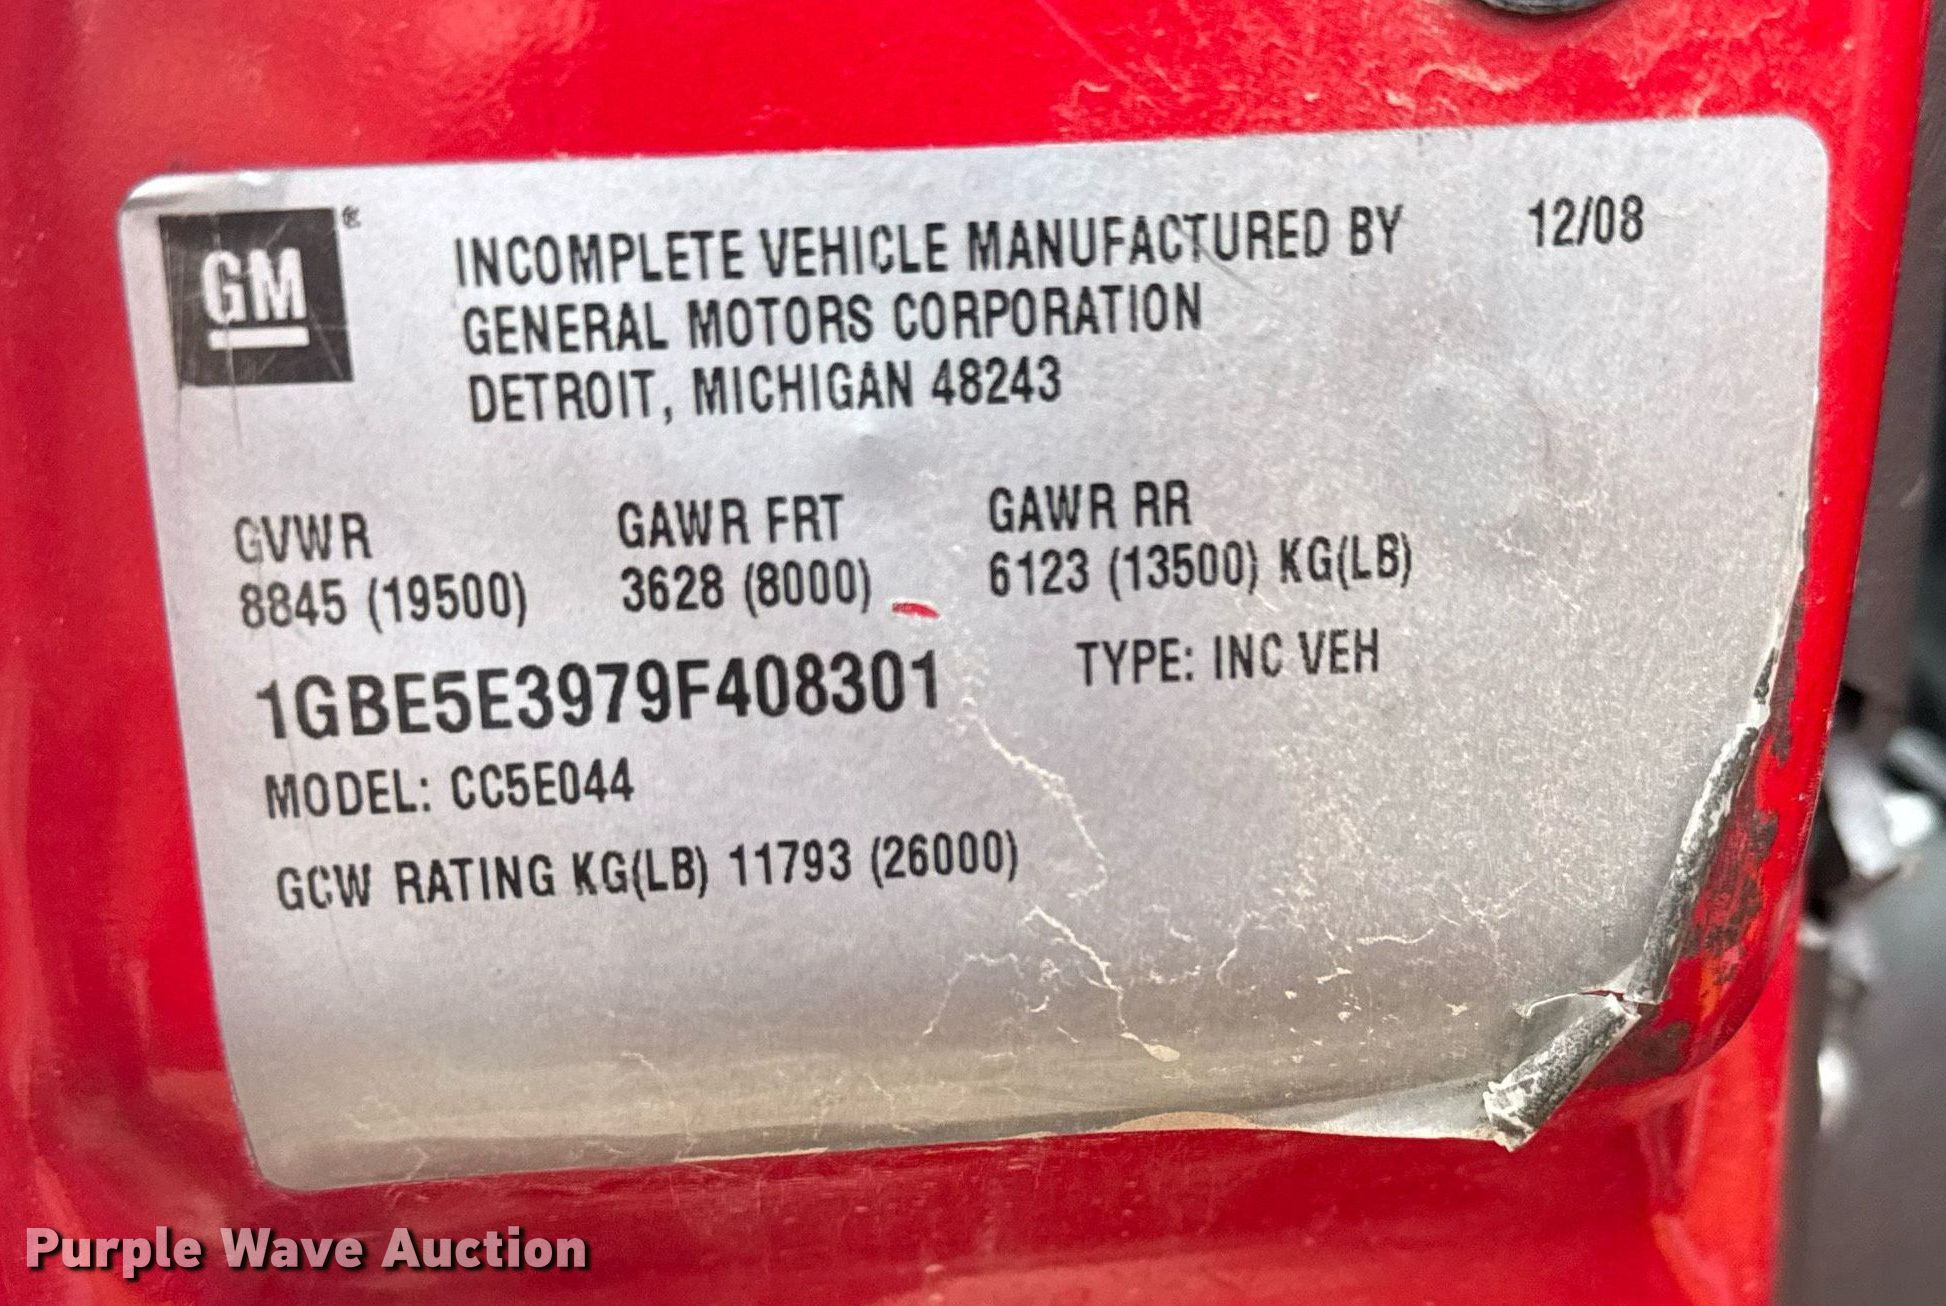 GM®
INCOMPLETE VEHICLE MANUFACTURED BY 12/08
GENERAL MOTORS CORPORATION
DETROIT, MICHIGAN 48243
GVWR GAWR FRT GAWR RR
8845 (19500) 3628 (8000) 6123 (13500) KG(LB)
1GBE5E3979F408301 TYPE: INC VEH
MODEL: CC5E044
GCW RATING KG(LB) 11793 (26000)
Purple Wave Auction